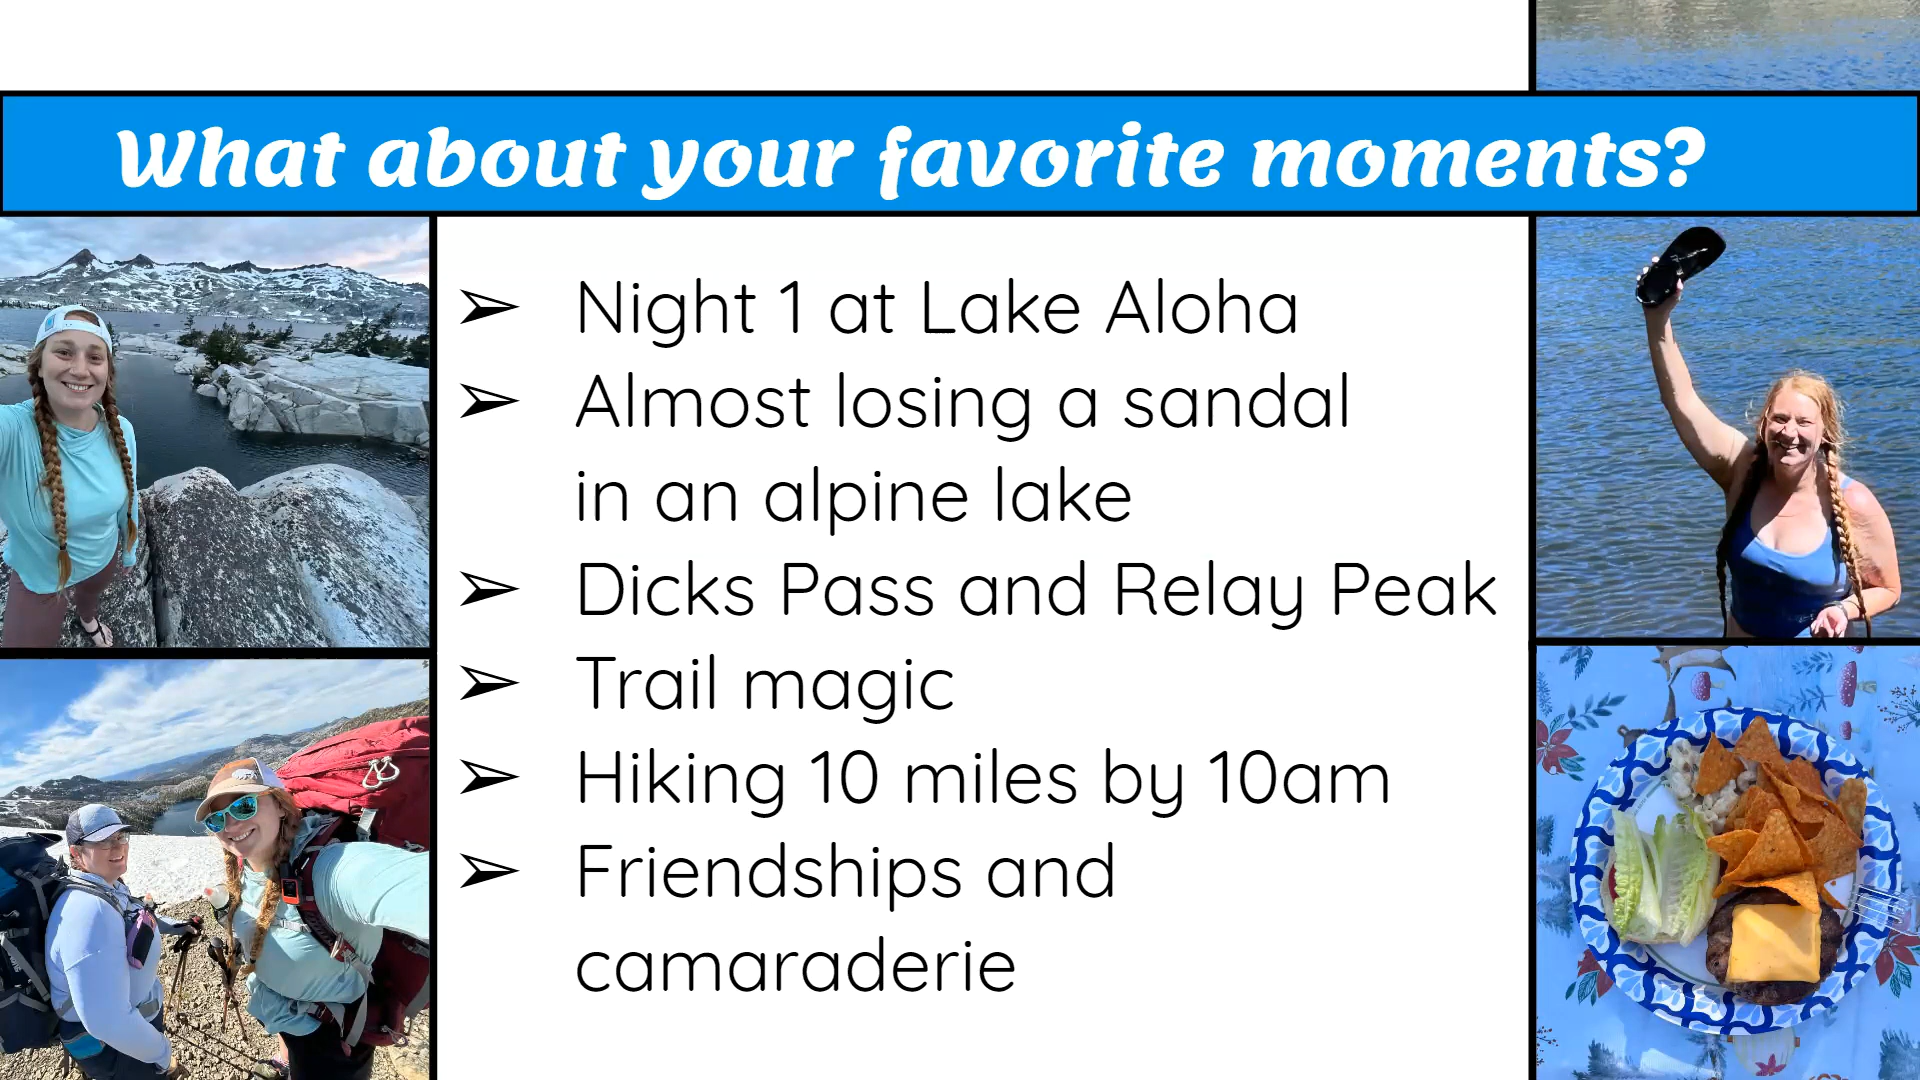 What about your favorite moments?
➢ Night 1 at Lake Aloha
➢ Almost losing a sandal
in an alpine lake
➢ Dicks Pass and Relay Peak
➢ Trail magic
➢ Hiking 10 miles by 10am
➢ Friendships and
camaraderie